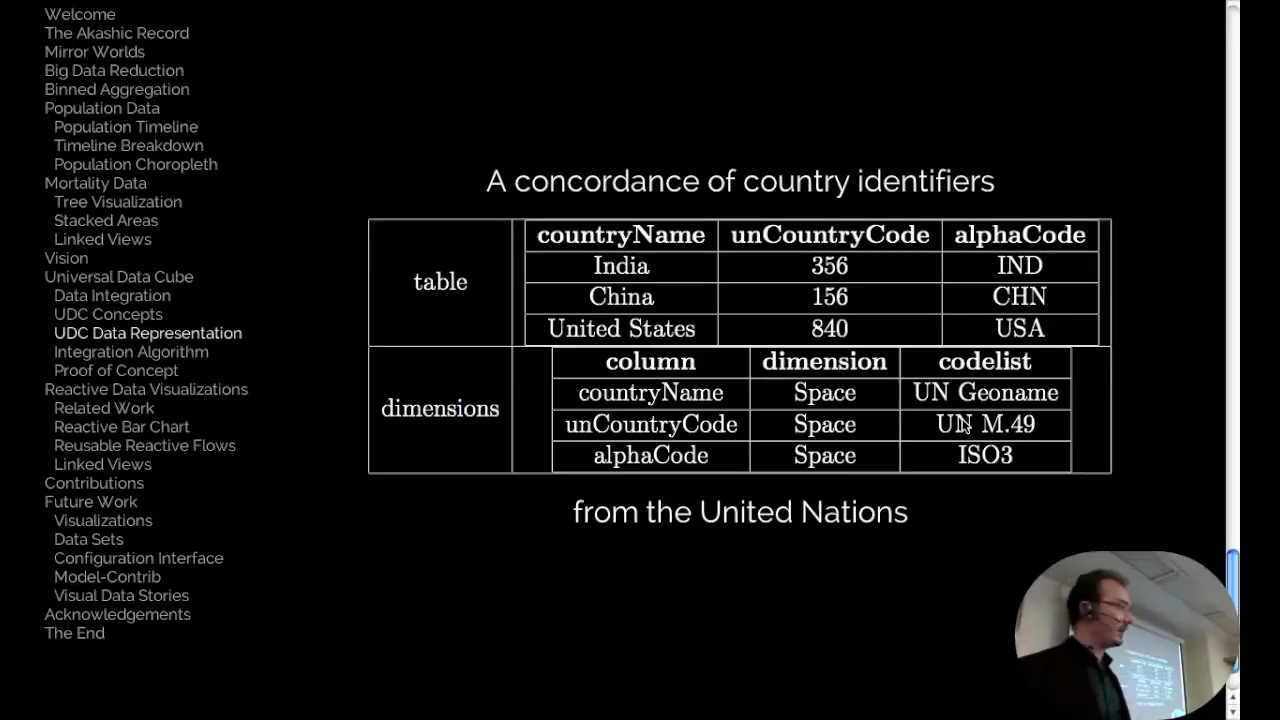 Welcome
The Akashic Record
Mirror Worlds
Big Data Reduction
Binned Aggregation
Population Data
Population Timeline
Timeline Breakdown
Population Choropleth
Mortality Data
Tree Visualization
Stacked Areas
Linked Views
Vision
Universal Data Cube
Data Integration
UDC Concepts
UDC Data Representation
Integration Algorithm
Proof of Concept
Reactive Data Visualizations
Related Work
Reactive Bar Chart
Reusable Reactive Flows
Linked Views
Contributions
Future Work
Visualizations
Data Sets
Configuration Interface
Model-Contrib
Visual Data Stories
Acknowledgements
The End
A concordance of country identifiers
table
countryName unCountryCode alphaCode
India 356 IND
China 156 CHN
United States 840 USA
dimensions
column dimension codelist
countryName Space UN Geoname
unCountryCode Space UN M.49
alphaCode Space ISO3
from the United Nations